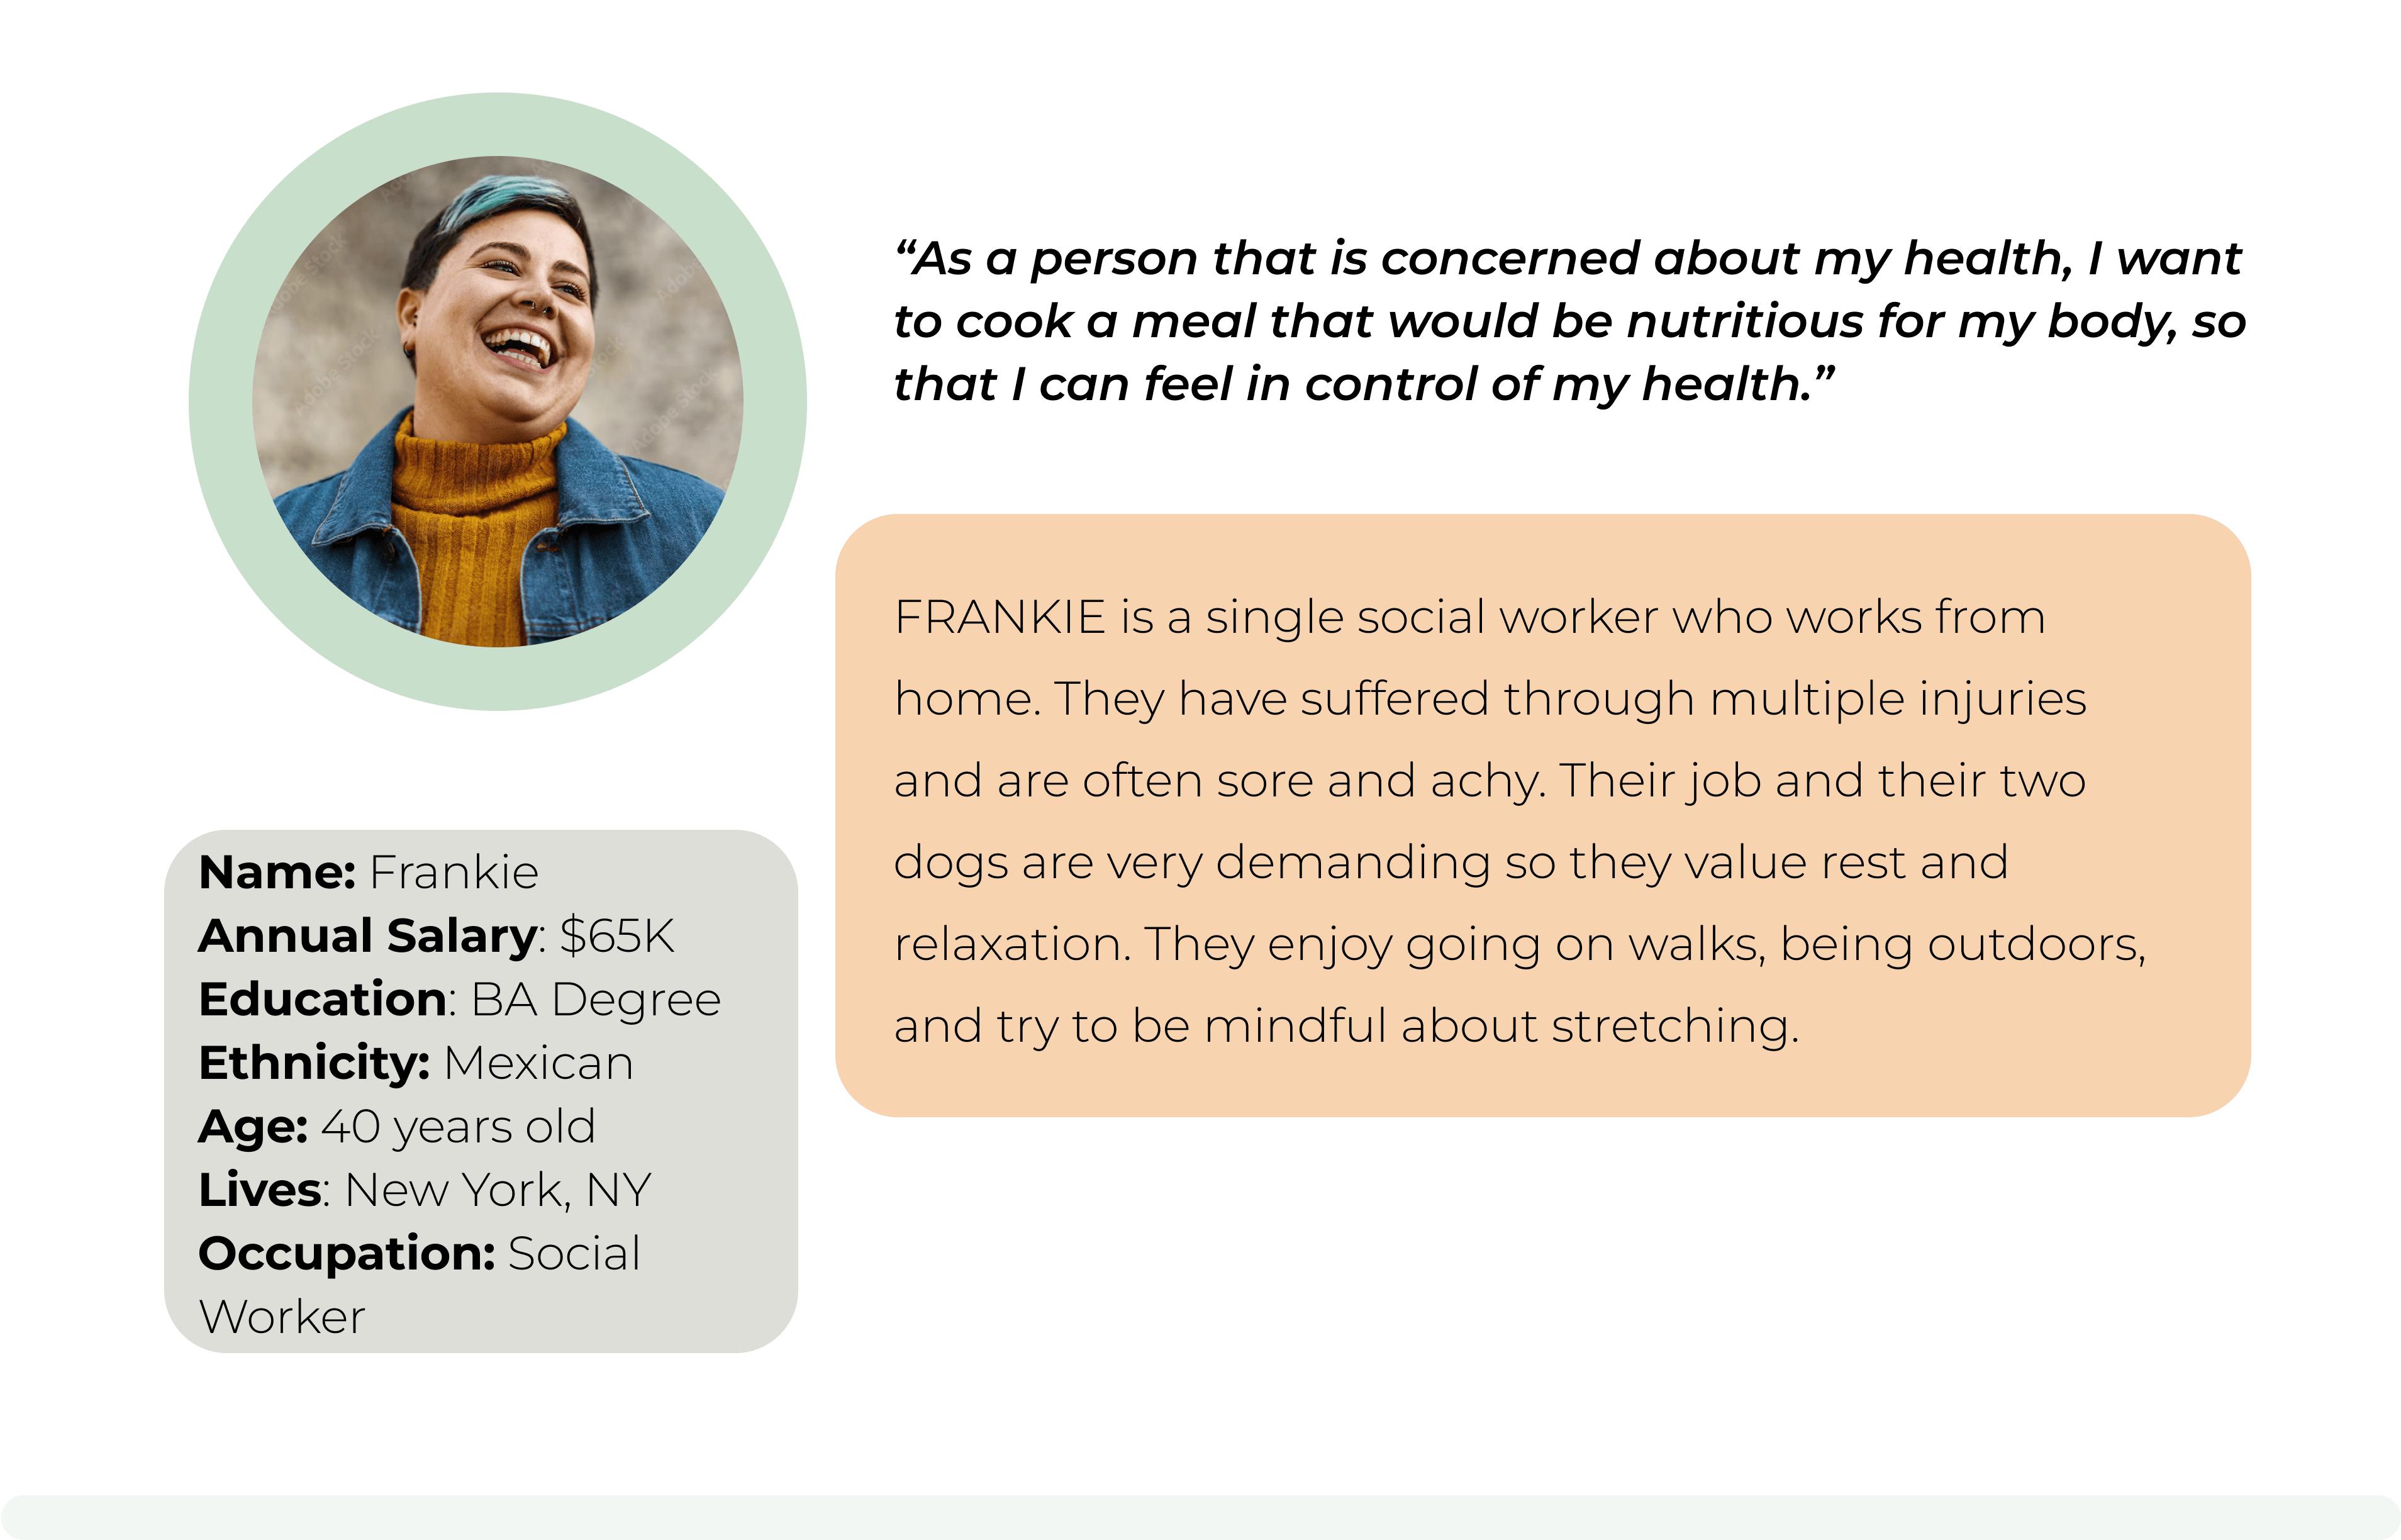 “As a person that is concerned about my health, I want
to cook a meal that would be nutritious for my body, so
that I can feel in control of my health.”
FRANKIE is a single social worker who works from
home. They have suffered through multiple injuries
and are often sore and achy. Their job and their two
dogs are very demanding so they value rest and
relaxation. They enjoy going on walks, being outdoors,
and try to be mindful about stretching.
Name: Frankie
Annual Salary: $65K
Education: BA Degree
Ethnicity: Mexican
Age: 40 years old
Lives: New York, NY
Occupation: Social
Worker
Adobe Stock
Adobe Stock
Adobe Stock